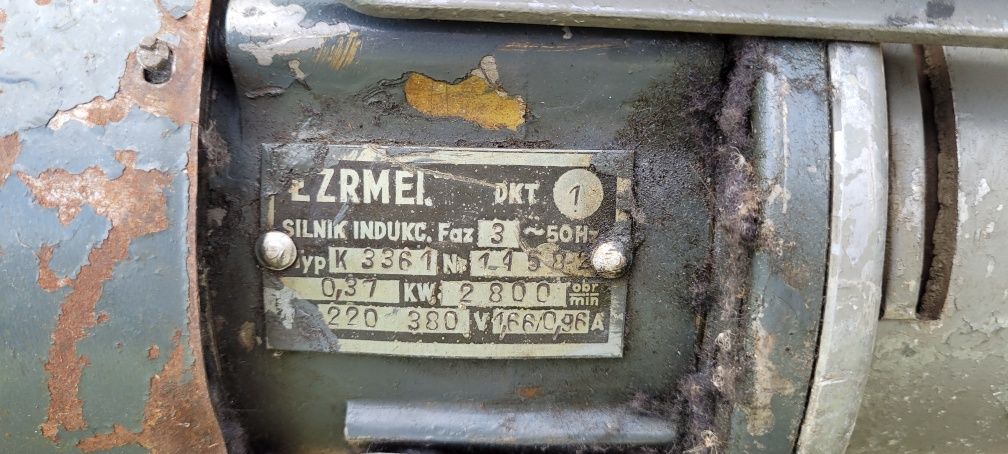 ŁZRMEI. DKT 1
SILNIK INDUKC. Faz 3 ~50Hz
Typ K 3361 Nr
0,37 KW. 2800 obr/min
220 380 V 1,66/0,96 A